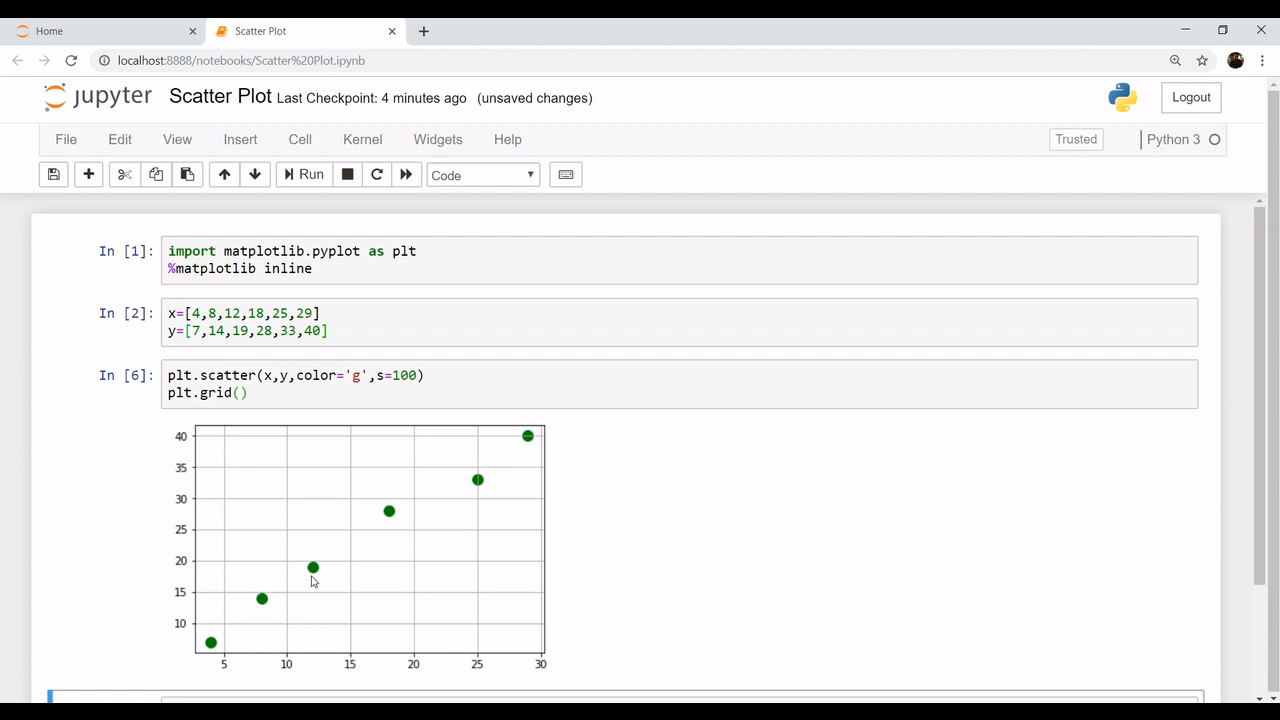 Home
Scatter Plot
localhost:8888/notebooks/Scatter%20Plot.ipynb
jupyter Scatter Plot Last Checkpoint: 4 minutes ago (unsaved changes)
Logout
File Edit View Insert Cell Kernel Widgets Help
Trusted
Python 3
Run
Code
In [1]: import matplotlib.pyplot as plt
%matplotlib inline
In [2]: x=[4,8,12,18,25,29]
y=[7,14,19,28,33,40]
In [6]: plt.scatter(x,y,color='g',s=100)
plt.grid()
40
35
30
25
20
15
10
5 10 15 20 25 30